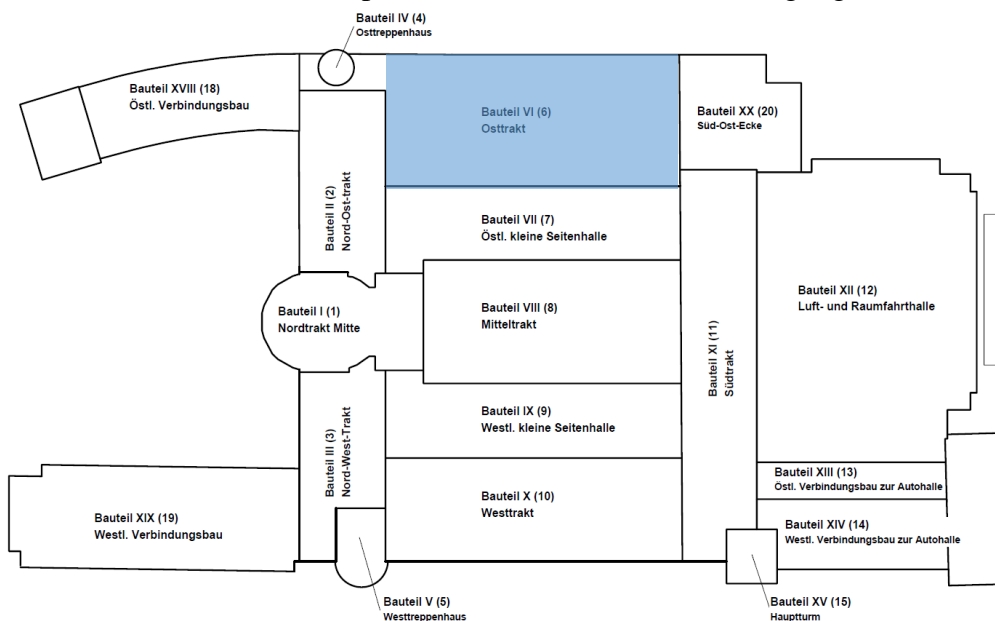 Bauteil IV (4)
Osttreppenhaus
Bauteil XVIII (18)
Östl. Verbindungsbau
Bauteil VI (6)
Osttrakt
Bauteil XX (20)
Süd-Ost-Ecke
Bauteil II (2)
Nord-Ost-trakt
Bauteil VII (7)
Östl. kleine Seitenhalle
Bauteil I (1)
Nordtrakt Mitte
Bauteil VIII (8)
Mitteltrakt
Bauteil XI (11)
Südtrakt
Bauteil XII (12)
Luft- und Raumfahrthalle
Bauteil III (3)
Nord-West-Trakt
Bauteil IX (9)
Westl. kleine Seitenhalle
Bauteil XIII (13)
Östl. Verbindungsbau zur Autohalle
Bauteil XIX (19)
Westl. Verbindungsbau
Bauteil X (10)
Westtrakt
Bauteil XIV (14)
Westl. Verbindungsbau zur Autohalle
Bauteil V (5)
Westtreppenhaus
Bauteil XV (15)
Hauptturm